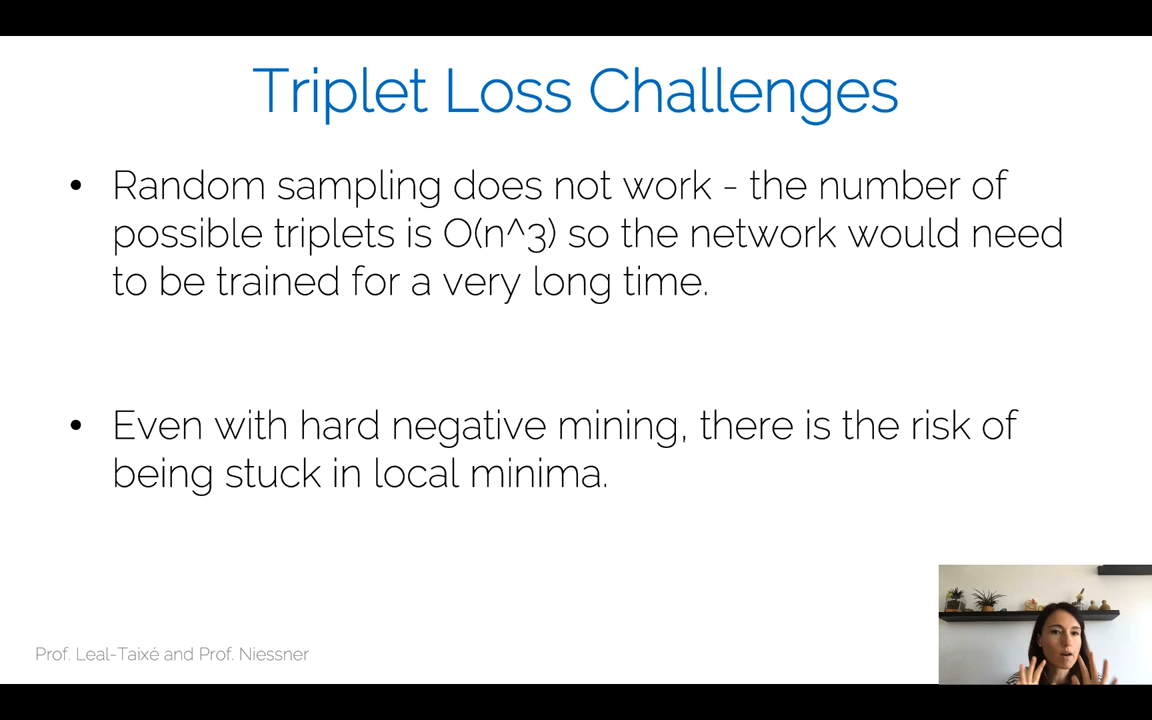 Triplet Loss Challenges
• Random sampling does not work - the number of
possible triplets is O(n^3) so the network would need
to be trained for a very long time.
• Even with hard negative mining, there is the risk of
being stuck in local minima.
Prof. Leal-Taixé and Prof. Niessner